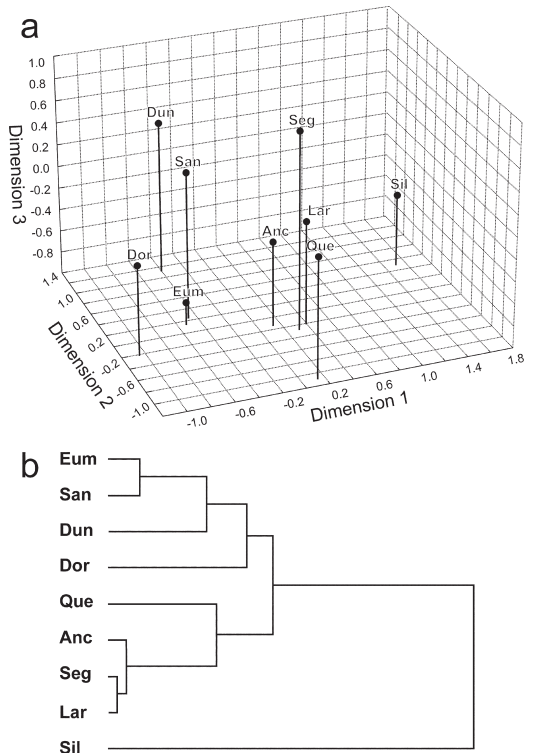 a
1.0
0.8
0.6
0.4
0.2
0.0
-0.2
-0.4
-0.6
-0.8
Dimension 3
1.4
1.0
0.6
0.2
-0.2
-0.6
-1.0
Dimension 2
-1.0
-0.6
-0.2
0.2
0.6
1.0
1.4
1.8
Dimension 1
Dun
Seg
San
Sil
Lar
Anc
Que
Dor
Eum
b
Eum
San
Dun
Dor
Que
Anc
Seg
Lar
Sil